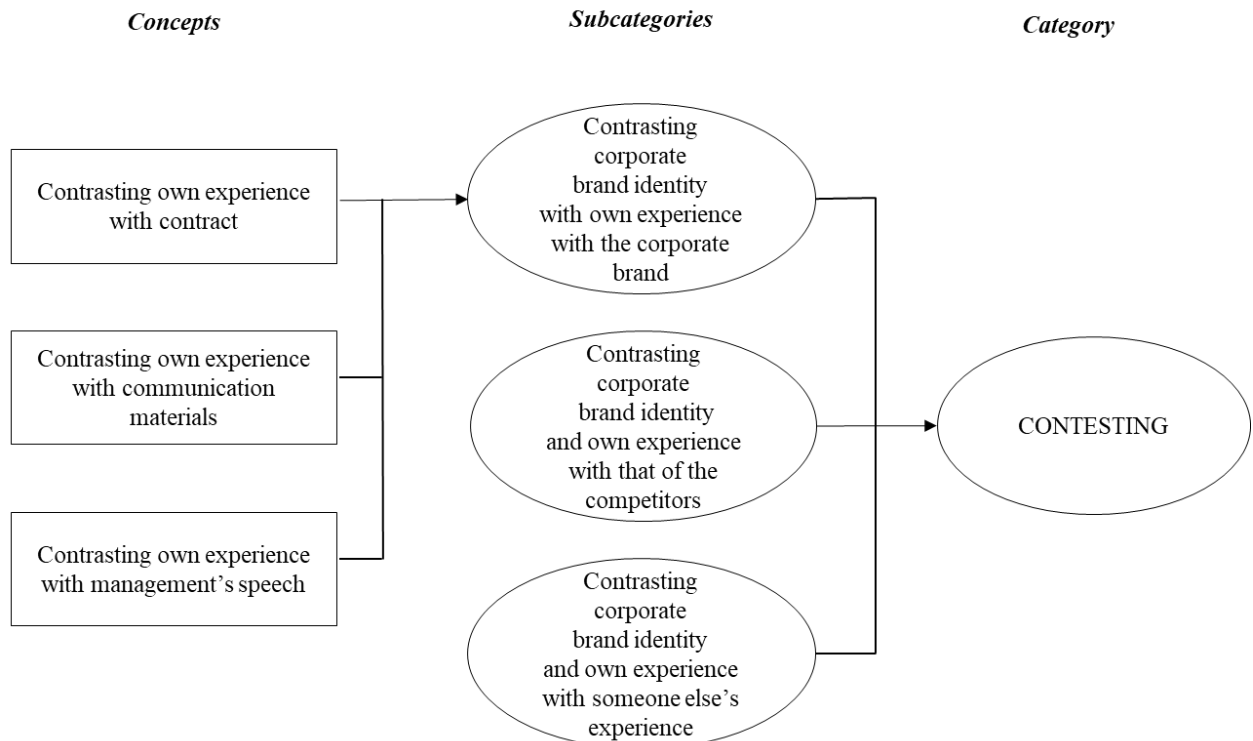 Concepts
Subcategories
Category
Contrasting own experience
with contract
Contrasting own experience
with communication
materials
Contrasting own experience
with management’s speech
Contrasting
corporate
brand identity
with own experience
with the corporate
brand
Contrasting
corporate
brand identity
and own experience
with that of the
competitors
Contrasting
corporate
brand identity
and own experience
with someone else’s
experience
CONTESTING